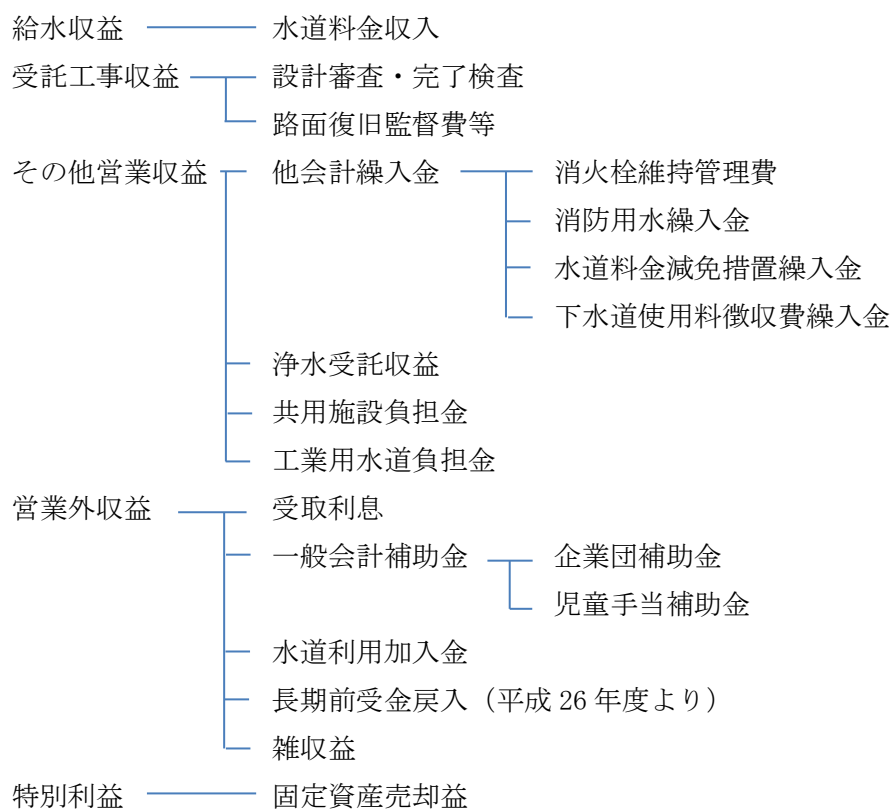 給水収益 水道料金収入
受託工事収益 設計審査・完了検査
路面復旧監督費等
その他営業収益 他会計繰入金 消火栓維持管理費
消防用水繰入金
水道料金減免措置繰入金
下水道使用料徴収費繰入金
浄水受託収益
共用施設負担金
工業用水道負担金
営業外収益 受取利息
一般会計補助金 企業団補助金
児童手当補助金
水道利用加入金
長期前受金戻入（平成 26 年度より）
雑収益
特別利益 固定資産売却益